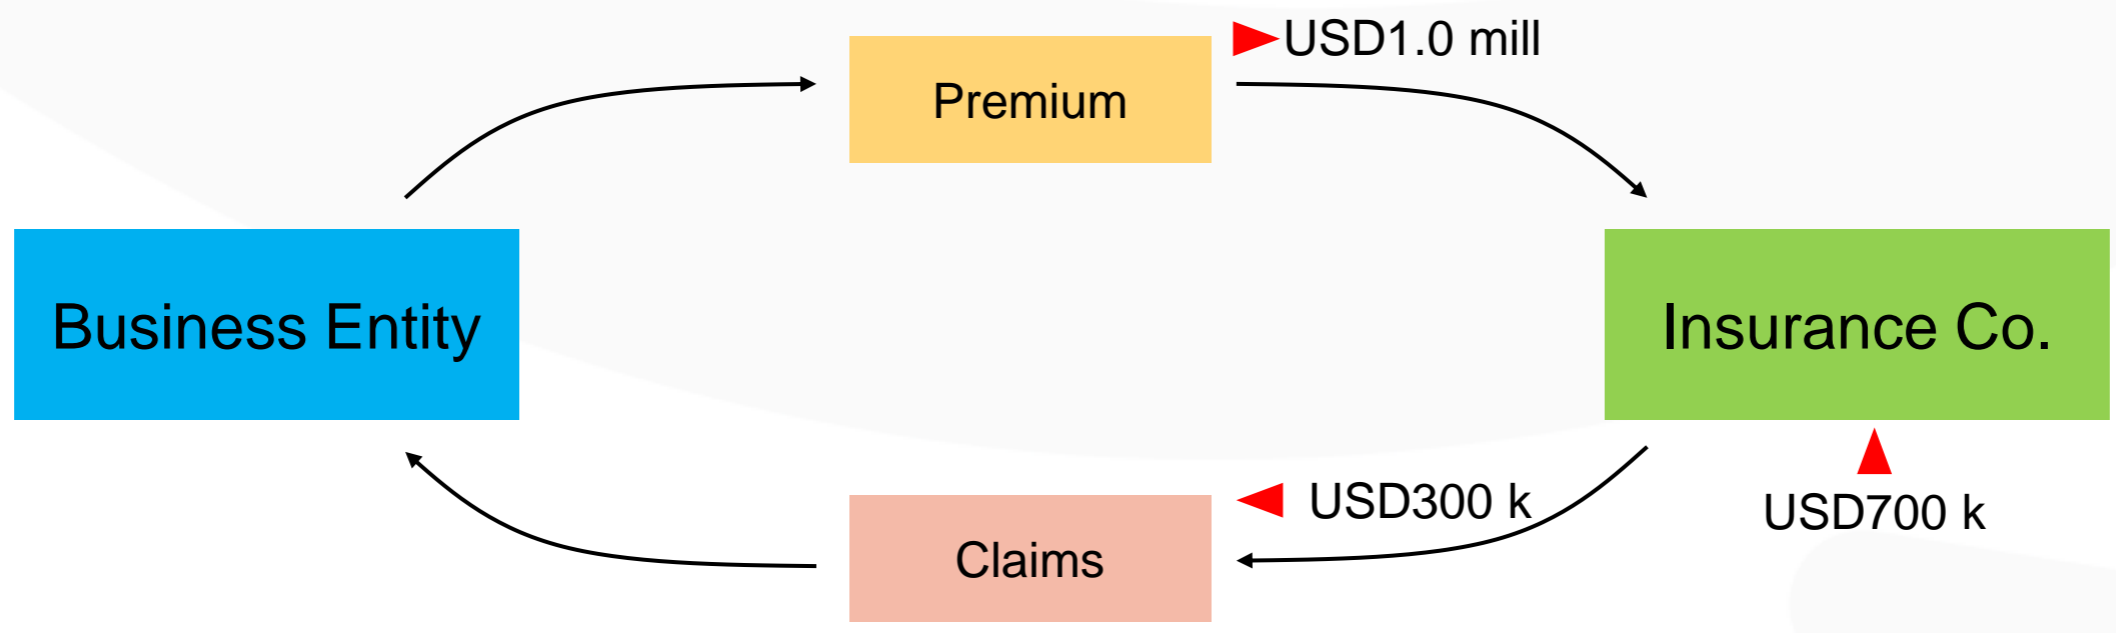 USD1.0 mill
Premium
Business Entity
Insurance Co.
USD300 k
USD700 k
Claims